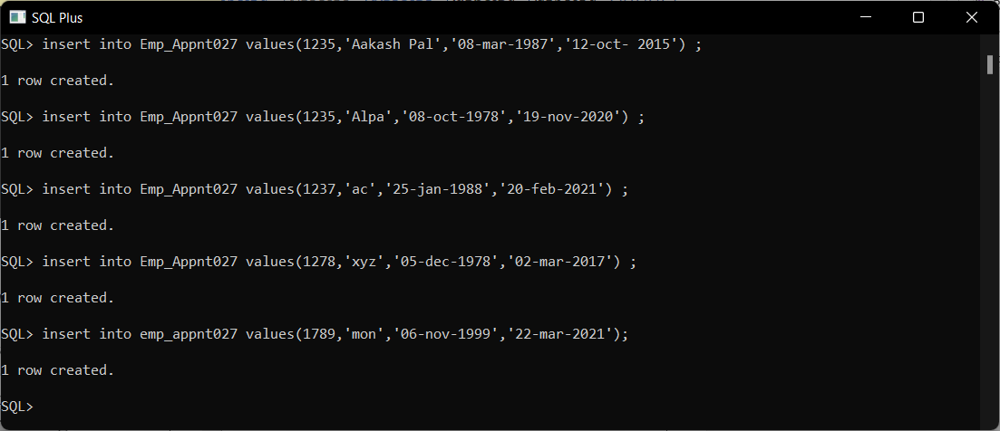 SQL Plus
SQL> insert into Emp_Appnt027 values(1235,'Aakash Pal','08-mar-1987','12-oct- 2015') ;
1 row created.
SQL> insert into Emp_Appnt027 values(1235,'Alpa','08-oct-1978','19-nov-2020') ;
1 row created.
SQL> insert into Emp_Appnt027 values(1237,'ac','25-jan-1988','20-feb-2021') ;
1 row created.
SQL> insert into Emp_Appnt027 values(1278,'xyz','05-dec-1978','02-mar-2017') ;
1 row created.
SQL> insert into emp_appnt027 values(1789,'mon','06-nov-1999','22-mar-2021');
1 row created.
SQL>